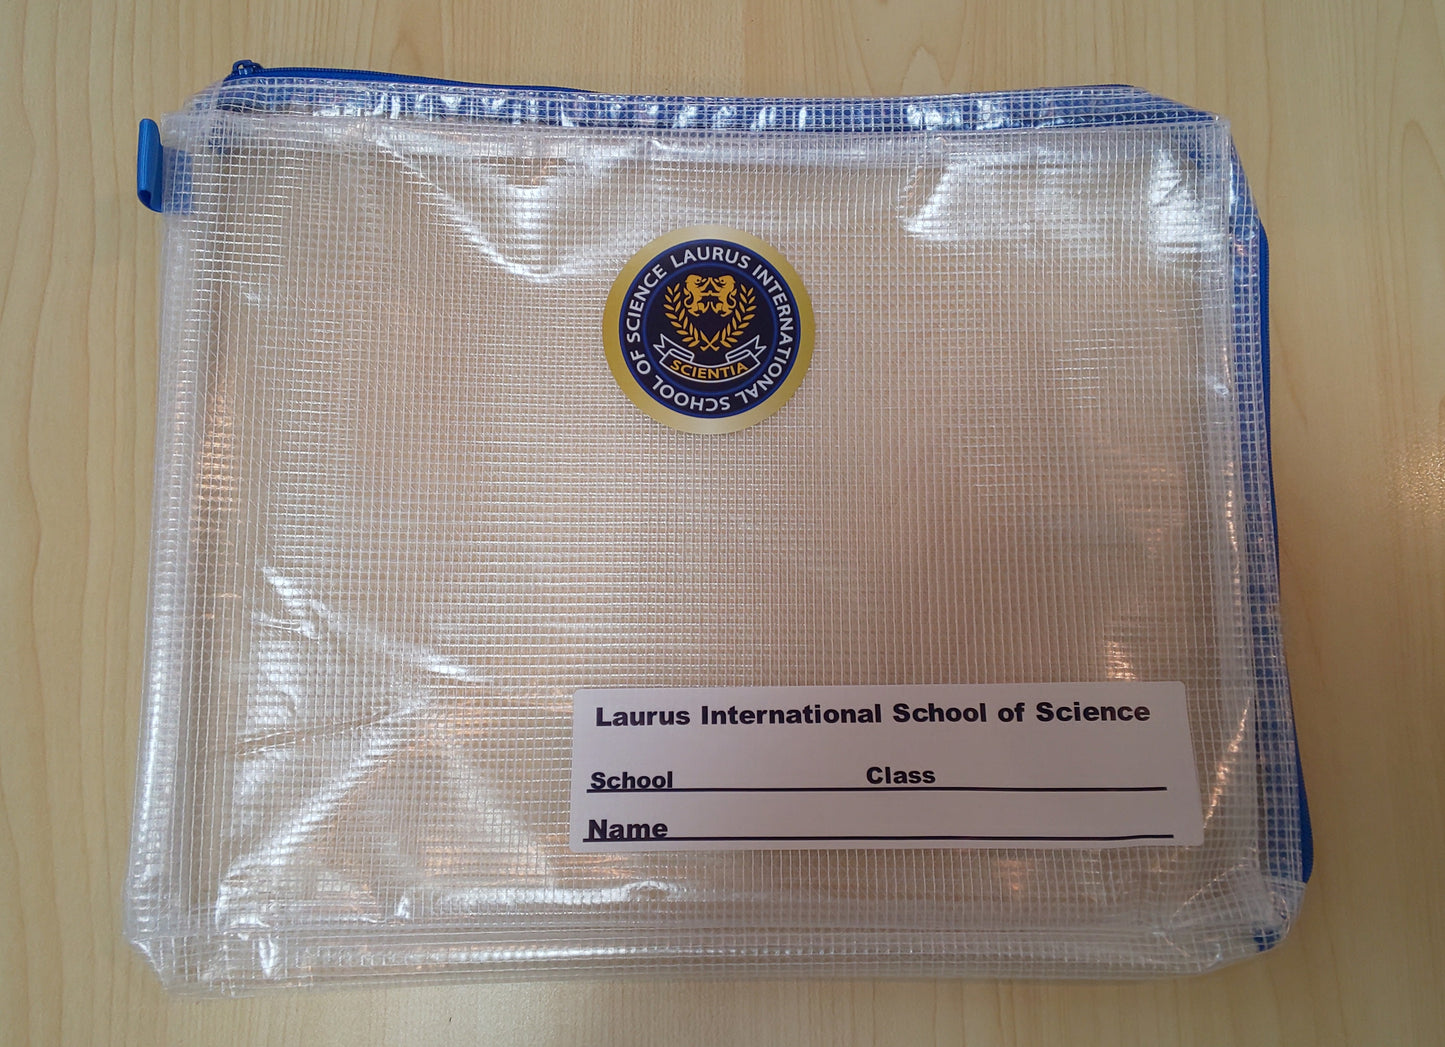 LAURUS INTERNATIONAL SCHOOL OF SCIENCE
SCIENTIA
Laurus International School of Science
School Class
Name